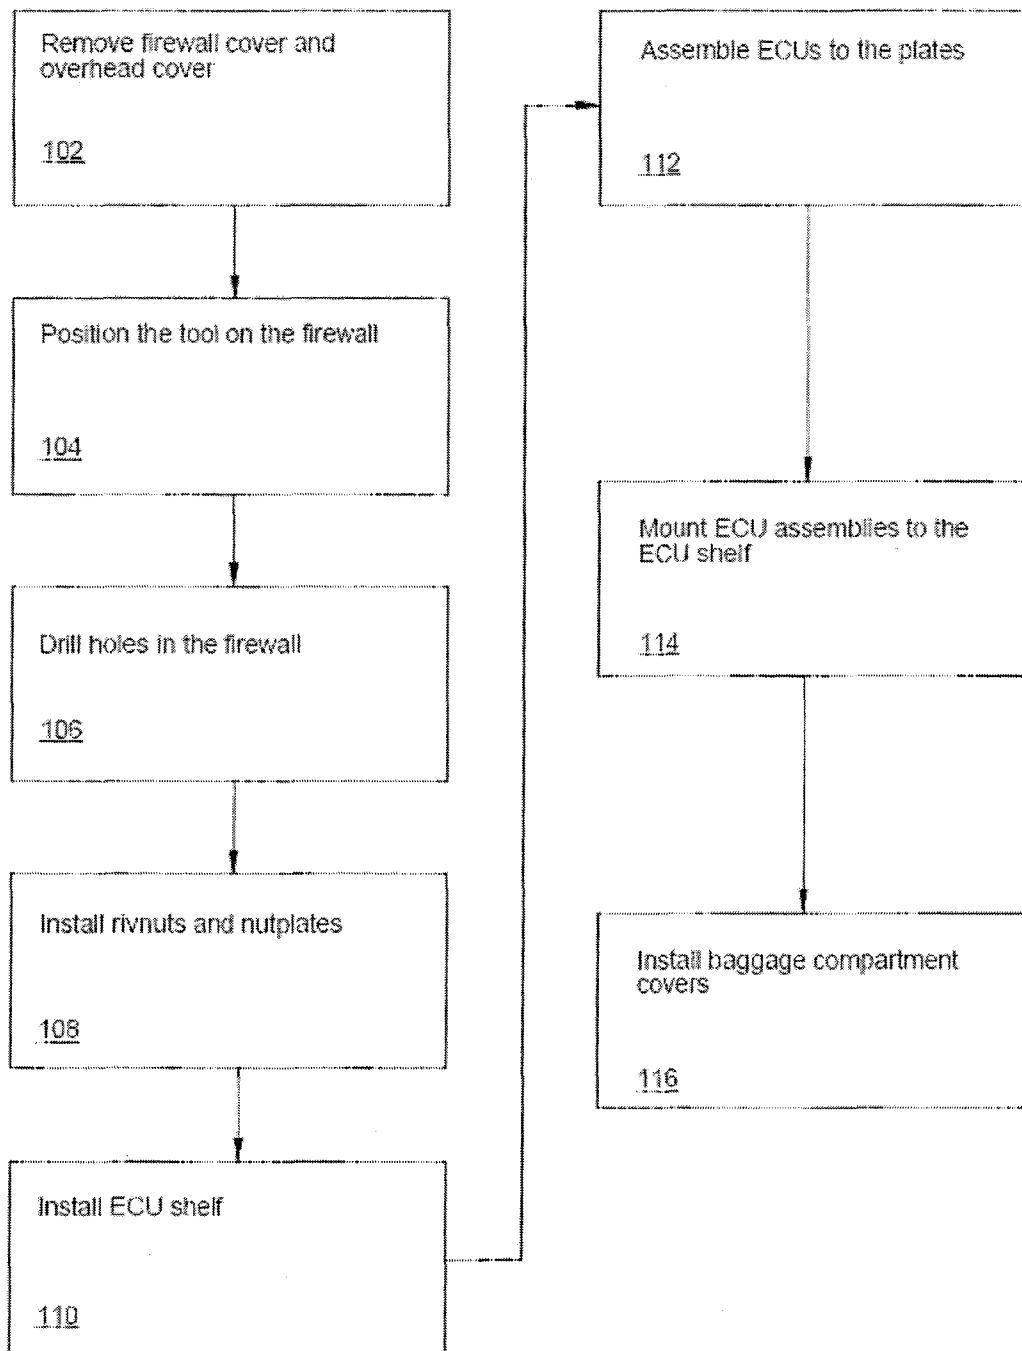 Remove firewall cover and
overhead cover
102
Position the tool on the firewall
104
Drill holes in the firewall
106
Install rivnuts and nutplates
108
Install ECU shelf
110
Assemble ECUs to the plates
112
Mount ECU assemblies to the
ECU shelf
114
Install baggage compartment
covers
116